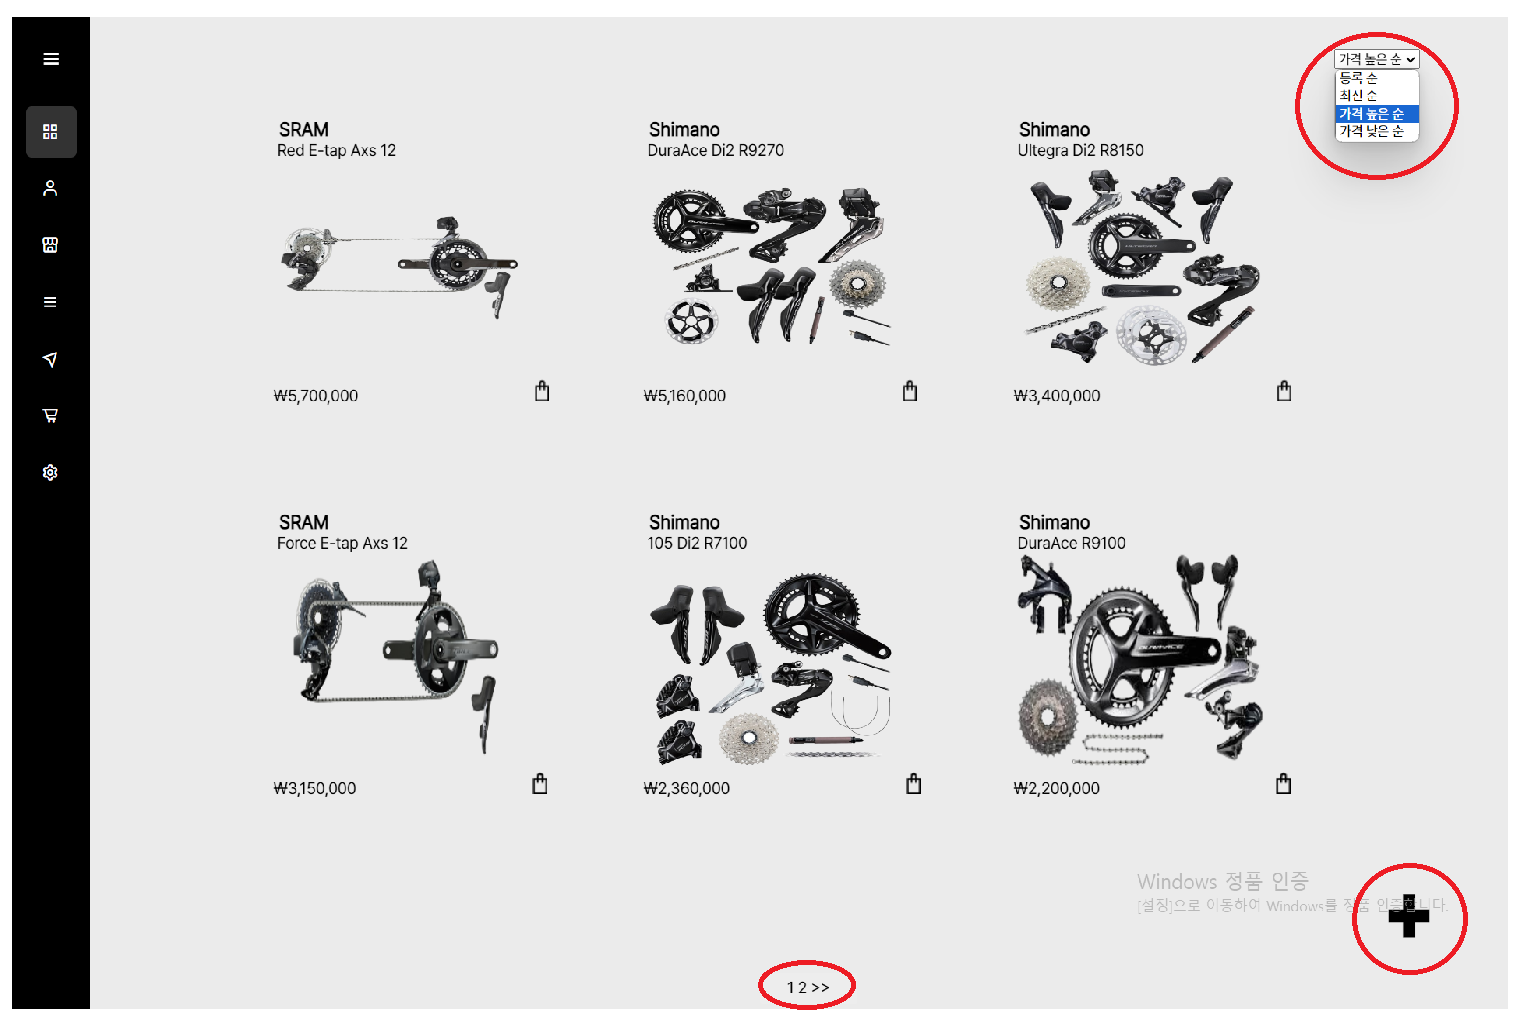 가격 높은 순
등록 순
최신 순
가격 높은 순
가격 낮은 순
SRAM
Red E-tap Axs 12
Shimano
DuraAce Di2 R9270
Shimano
Ultegra Di2 R8150
₩5,700,000
₩5,160,000
₩3,400,000
SRAM
Force E-tap Axs 12
Shimano
105 Di2 R7100
Shimano
DuraAce R9100
DURA-ACE
₩3,150,000
₩2,360,000
₩2,200,000
Windows 정품 인증
[설정]으로 이동하여 Windows를 정품 인증합니다.
1 2 >>